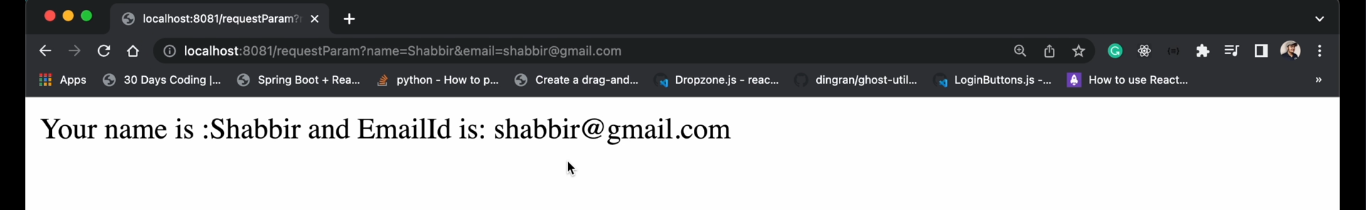 localhost:8081/requestParam?
localhost:8081/requestParam?name=Shabbir&email=shabbir@gmail.com
Apps 30 Days Coding |... Spring Boot + Rea... python - How to p... Create a drag-and... Dropzone.js - reac... dingran/ghost-util... LoginButtons.js -... How to use React... »
Your name is :Shabbir and EmailId is: shabbir@gmail.com